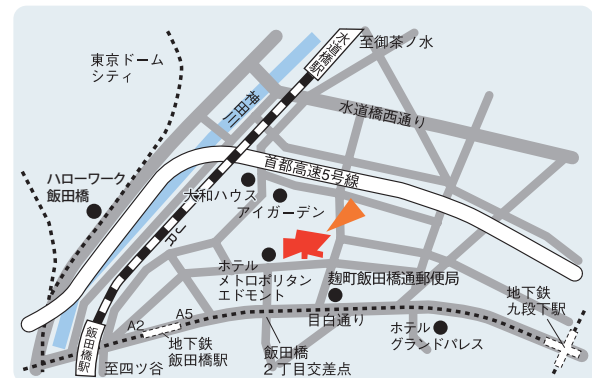 水道橋駅
至御茶ノ水
東京ドーム
シティ
神田川
水道橋西通り
首都高速5号線
ハローワーク
飯田橋
大和ハウス
アイガーデン
JR
ホテル
メトロポリタン
エドモント
麹町飯田橋通郵便局
地下鉄
九段下駅
A2
A5
目白通り
飯田橋駅
至四ツ谷
地下鉄
飯田橋駅
飯田橋
2丁目交差点
ホテル
グランドパレス